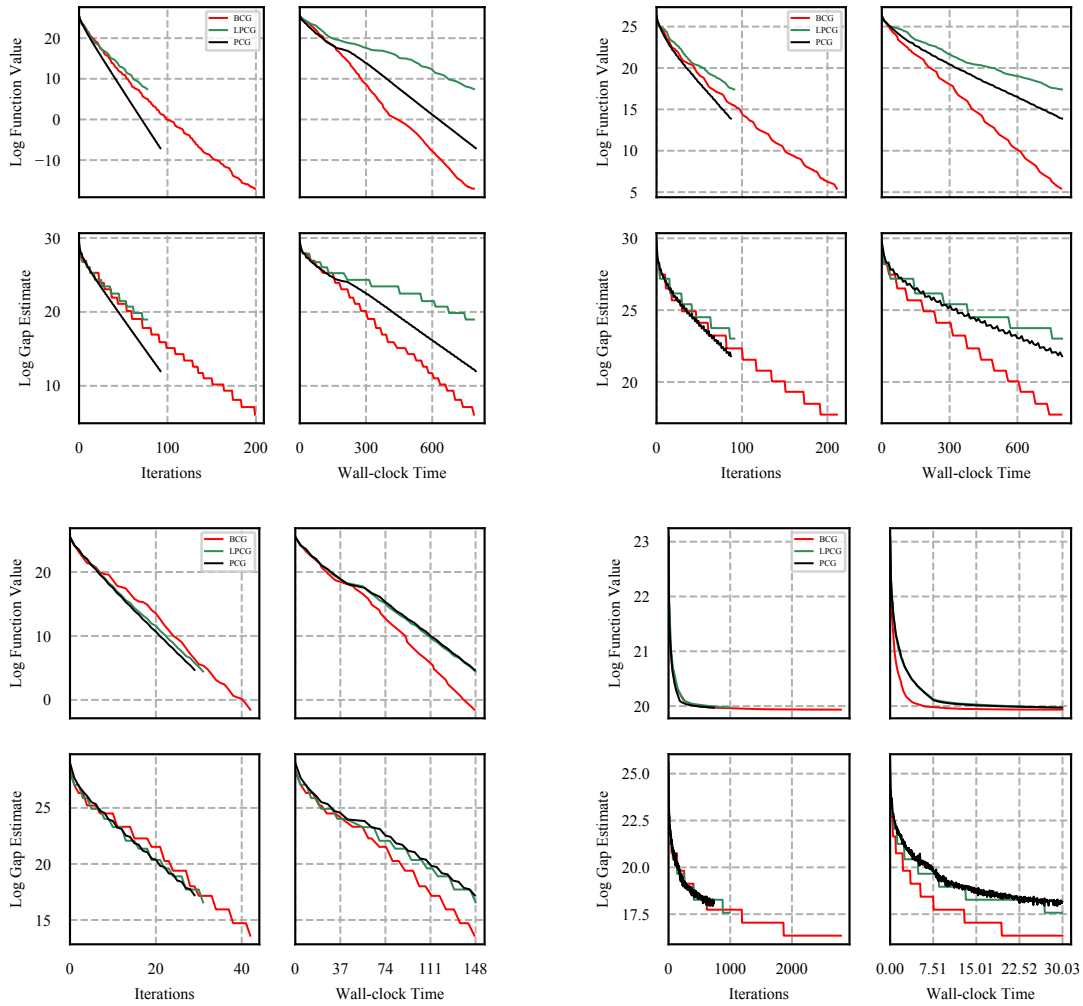 Log Function Value
20
10
0
−10
BCG
LPCG
PCG
Log Gap Estimate
30
20
10
0 100 200
Iterations
0 300 600
Wall-clock Time
Log Function Value
25
20
15
10
5
BCG
LPCG
PCG
Log Gap Estimate
30
25
20
0 100 200
Iterations
0 300 600
Wall-clock Time
Log Function Value
20
10
0
BCG
LPCG
PCG
Log Gap Estimate
25
20
15
0 20 40
Iterations
0 37 74 111 148
Wall-clock Time
Log Function Value
23
22
21
20
BCG
LPCG
PCG
Log Gap Estimate
25.0
22.5
20.0
17.5
0 1000 2000
Iterations
0.00 7.51 15.01 22.52 30.03
Wall-clock Time